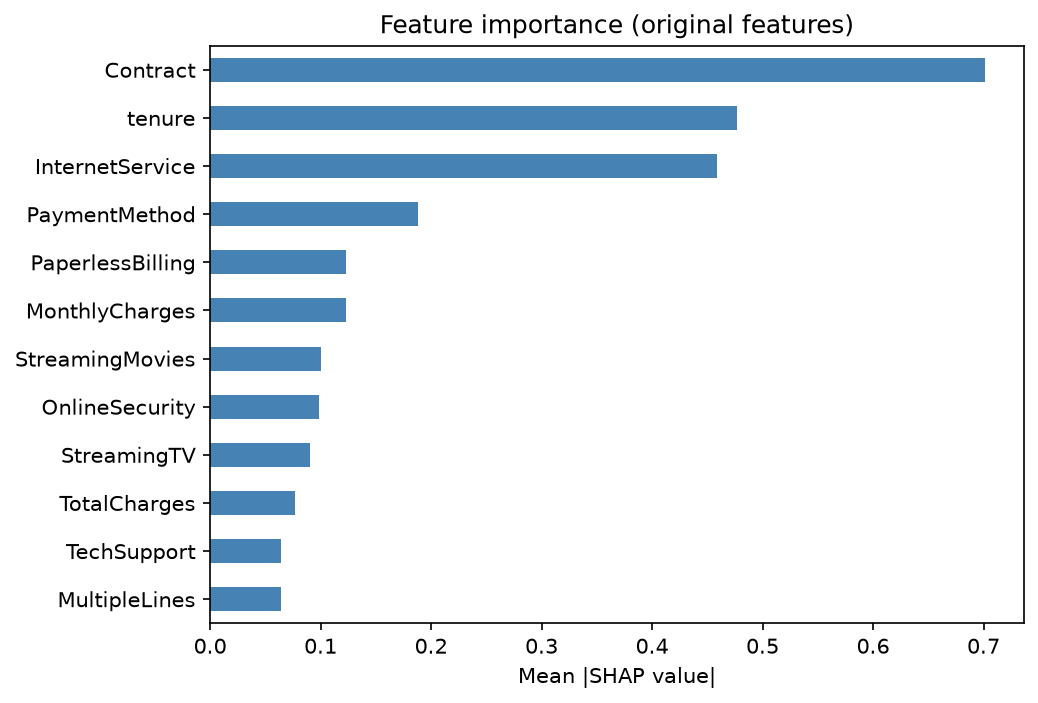 Feature importance (original features)
Contract
tenure
InternetService
PaymentMethod
PaperlessBilling
MonthlyCharges
StreamingMovies
OnlineSecurity
StreamingTV
TotalCharges
TechSupport
MultipleLines
0.0 0.1 0.2 0.3 0.4 0.5 0.6 0.7
Mean |SHAP value|